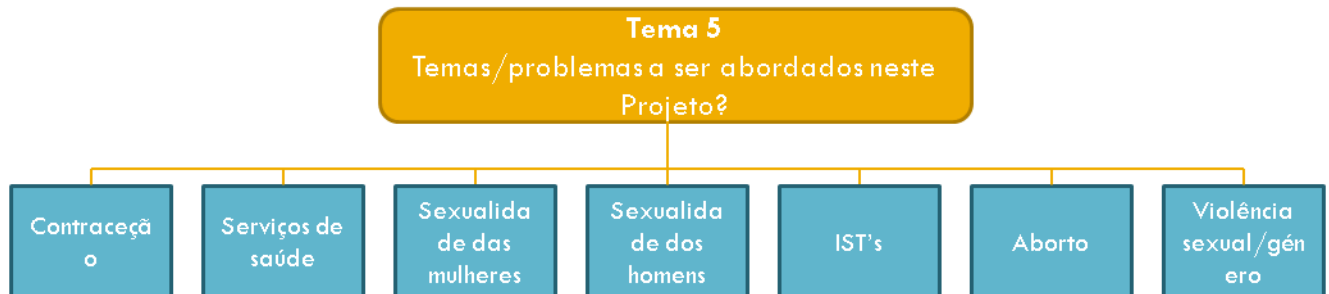 Tema 5
Temas/problemas a ser abordados neste
Projeto?
Contraceçã
o
Serviços de
saúde
Sexualida
de das
mulheres
Sexualida
de dos
homens
IST's
Aborto
Violência
sexual/gén
ero